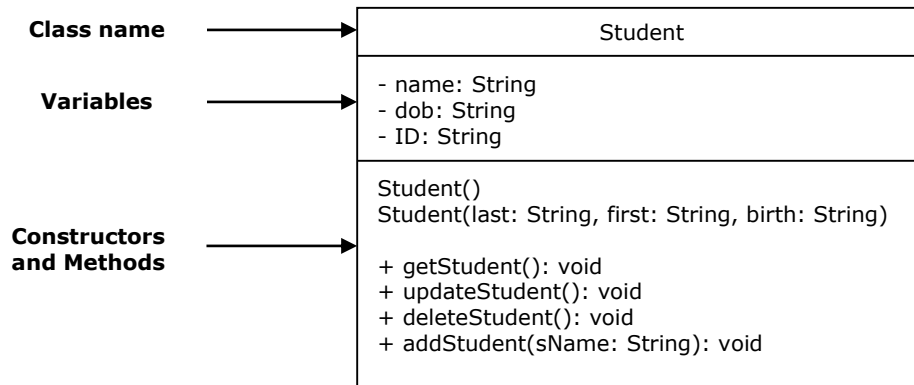 Class name
Student
Variables
- name: String
- dob: String
- ID: String
Constructors
and Methods
Student()
Student(last: String, first: String, birth: String)
+ getStudent(): void
+ updateStudent(): void
+ deleteStudent(): void
+ addStudent(sName: String): void